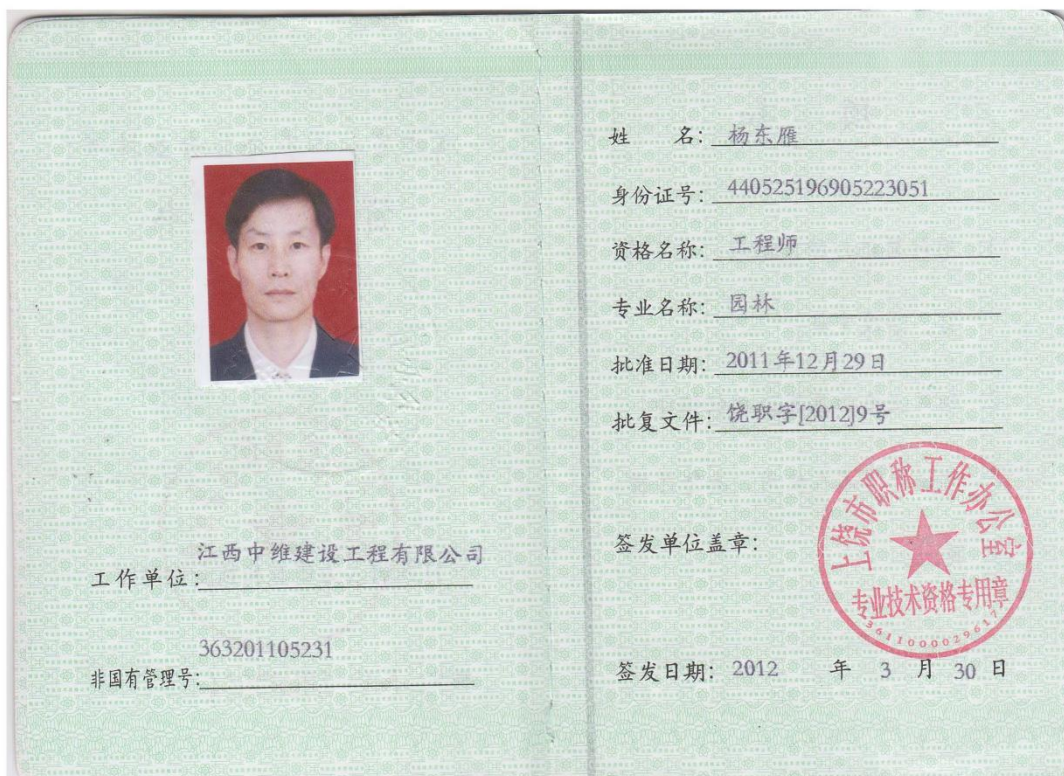 工作单位:江西中维建设工程有限公司
非国有管理号:363201105231
姓 名:杨东雁
身份证号:440525196905223051
资格名称:工程师
专业名称:园林
批准日期:2011年12月29日
批复文件:饶职字[2012]9号
签发单位盖章:
上饶市职称工作办公室
专业技术资格专用章
3611000029617
签发日期:2012 年 3 月 30 日